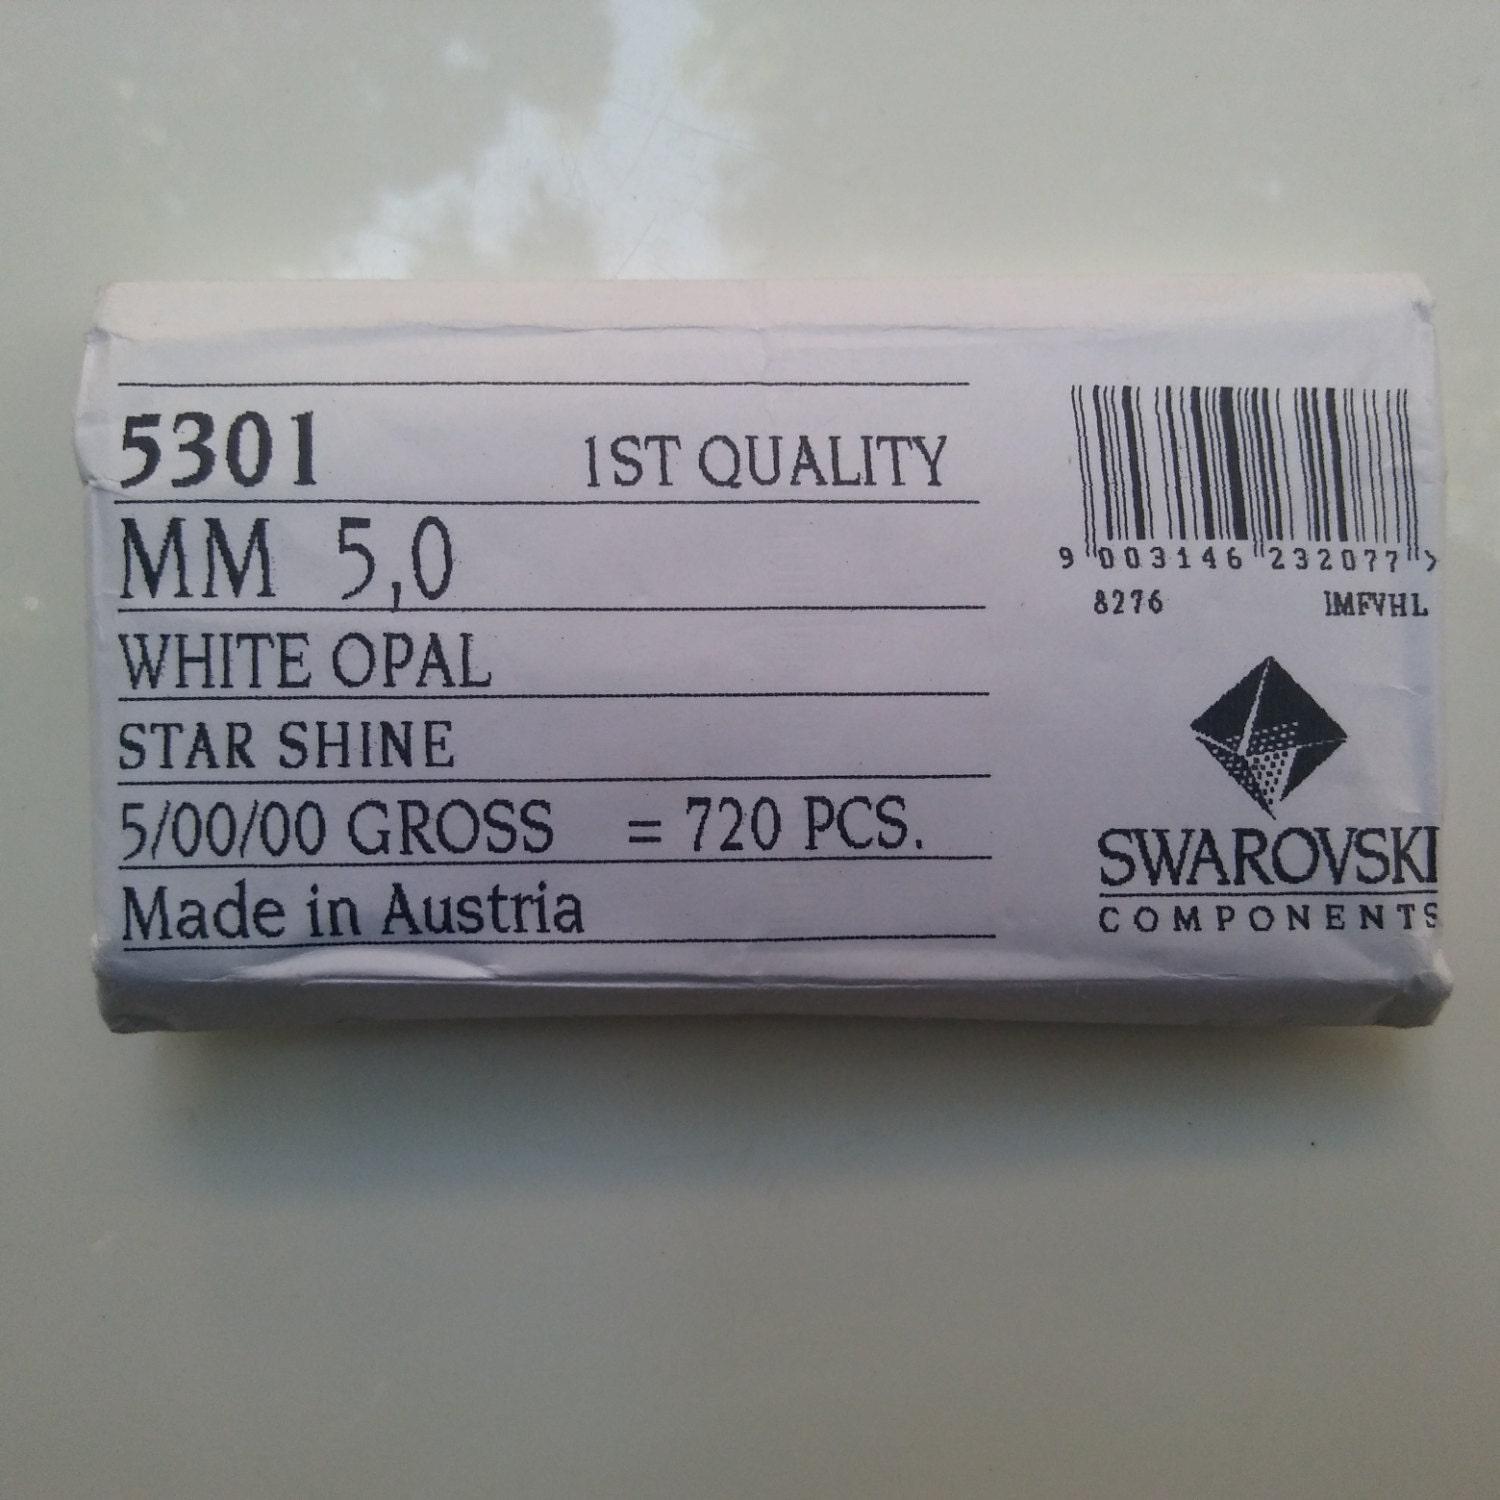 5301 1ST QUALITY
MM 5,0
WHITE OPAL
STAR SHINE
5/00/00 GROSS = 720 PCS.
Made in Austria
9 003146 232077 >
8276 IMFVHL
SWAROVSKI
COMPONENTS